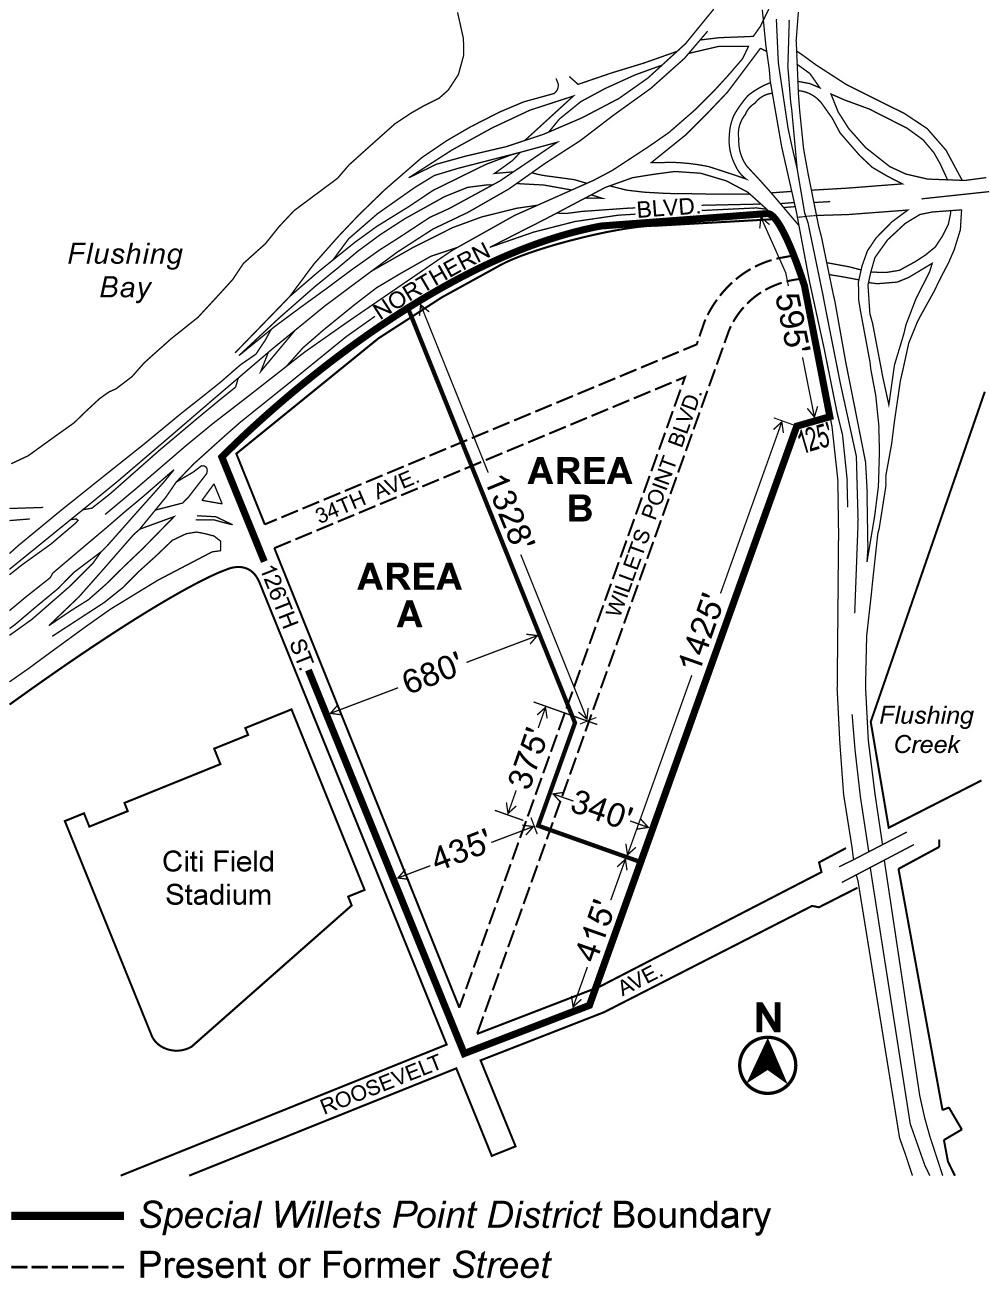 BLVD.
NORTHERN
Flushing
Bay
595'
125'
34TH AVE.
1328'
AREA
B
WILLETS POINT BLVD.
AREA
A
126TH ST.
680'
1425'
Flushing
Creek
375'
340'
435'
Citi Field
Stadium
415'
AVE.
ROOSEVELT
N
Special Willets Point District Boundary
Present or Former Street